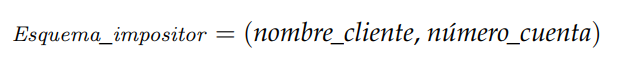 Esquema_impositor = (nombre_cliente, número_cuenta)